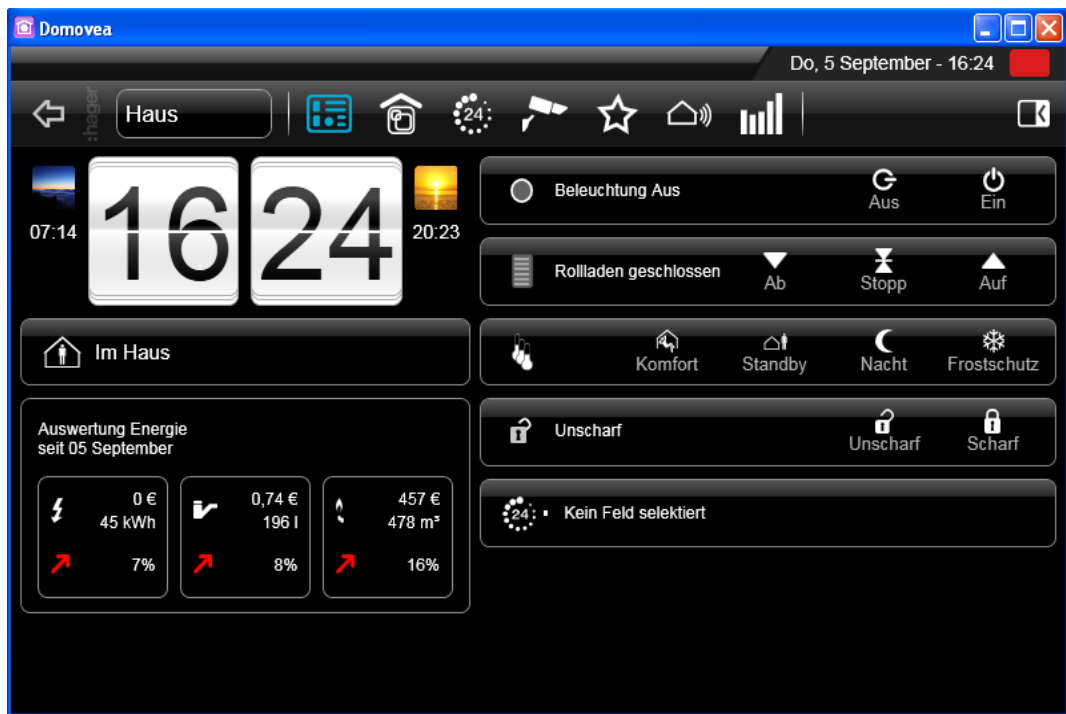 Domovea
Do, 5 September - 16:24
:hager
Haus
24
07:14
16 24
20:23
Beleuchtung Aus
Aus
Ein
Rollladen geschlossen
Ab
Stopp
Auf
Im Haus
Komfort
Standby
Nacht
Frostschutz
Auswertung Energie
seit 05 September
Unscharf
Unscharf
Scharf
0 €
45 kWh
7%
0,74 €
196 l
8%
457 €
478 m³
16%
24
Kein Feld selektiert